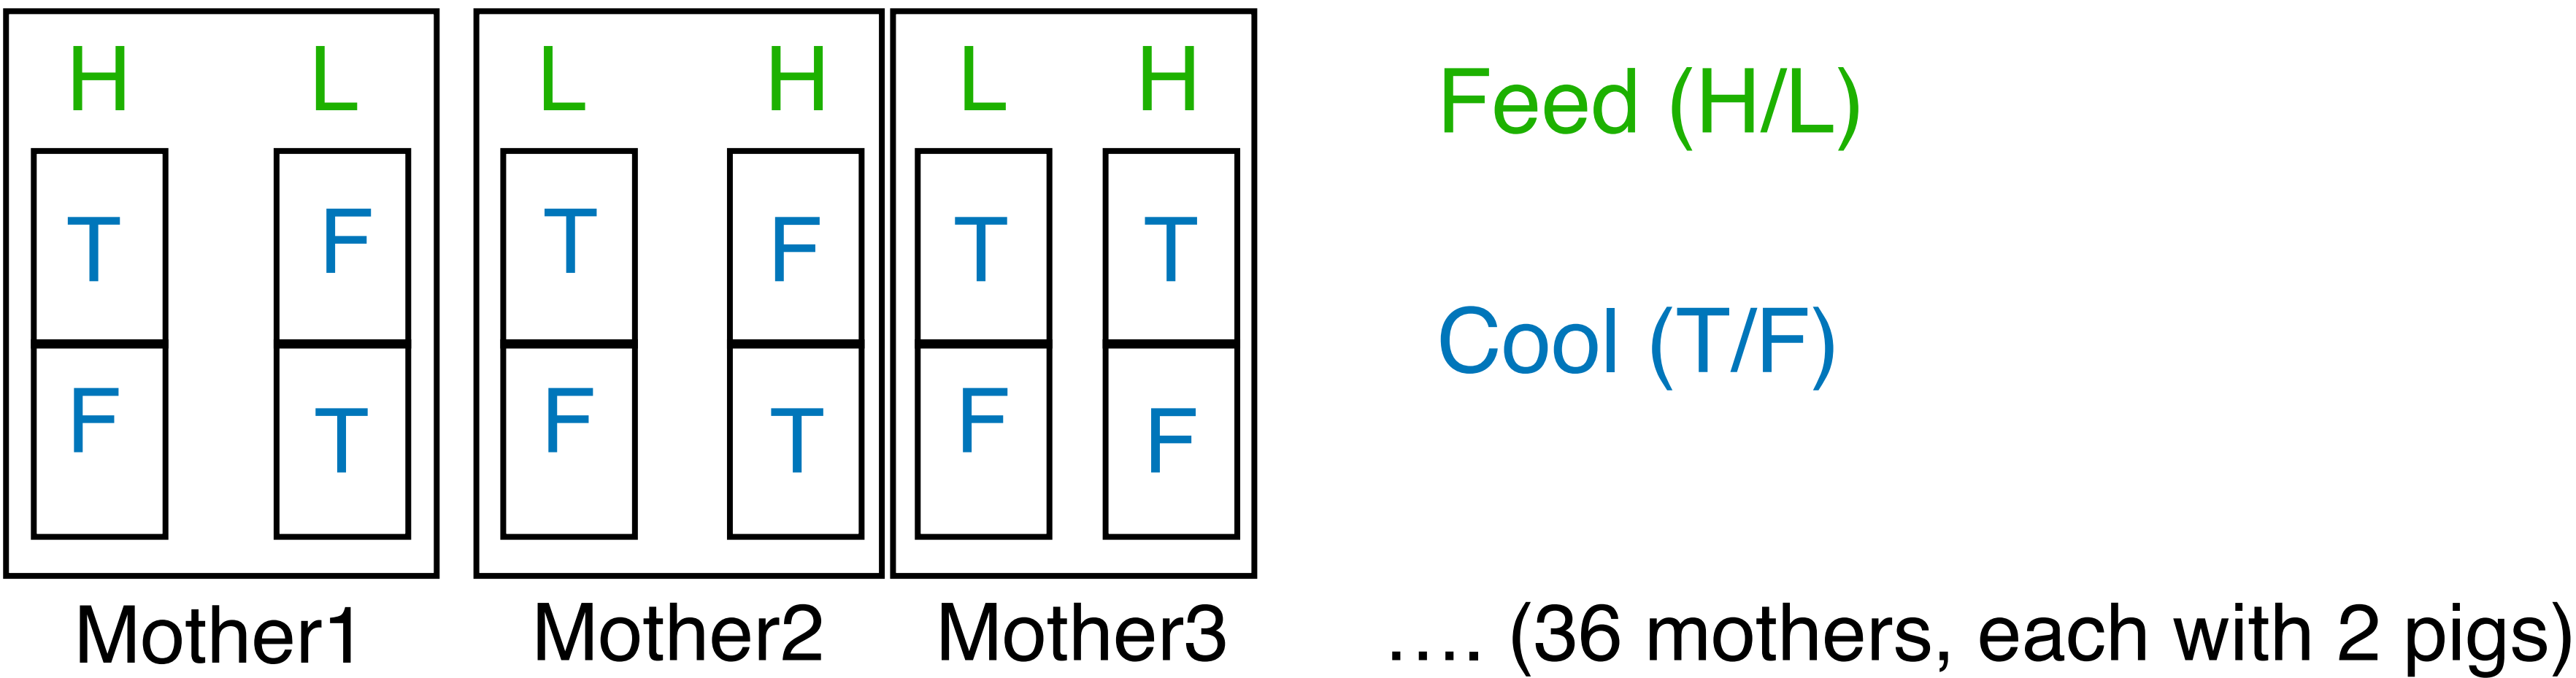 H L L H L H Feed (H/L)
T F T F T T
Cool (T/F)
F T F T F F
Mother1 Mother2 Mother3 .... (36 mothers, each with 2 pigs)